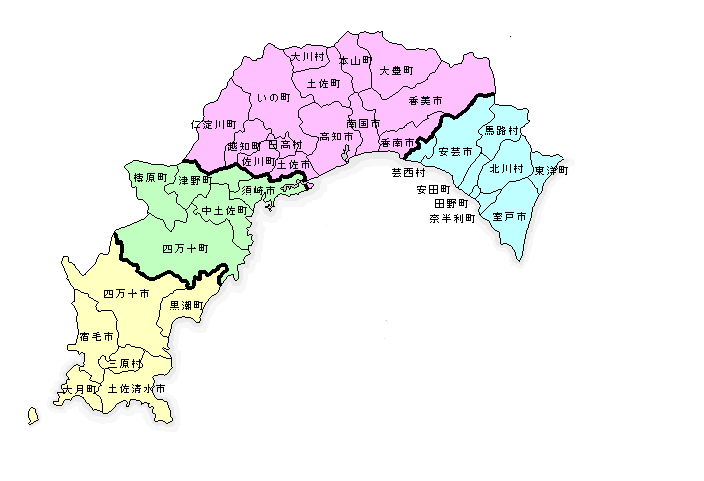 大川村
本山町
大豊町
土佐町
いの町
香美市
仁淀川町
南国市
馬路村
高知市
越知町
日高村
香南市
安芸市
佐川町
土佐市
北川村
東洋町
芸西村
梼原町
津野町
須崎市
安田町
田野町
中土佐町
奈半利町
室戸市
四万十町
四万十市
黒潮町
宿毛市
三原村
大月町
土佐清水市